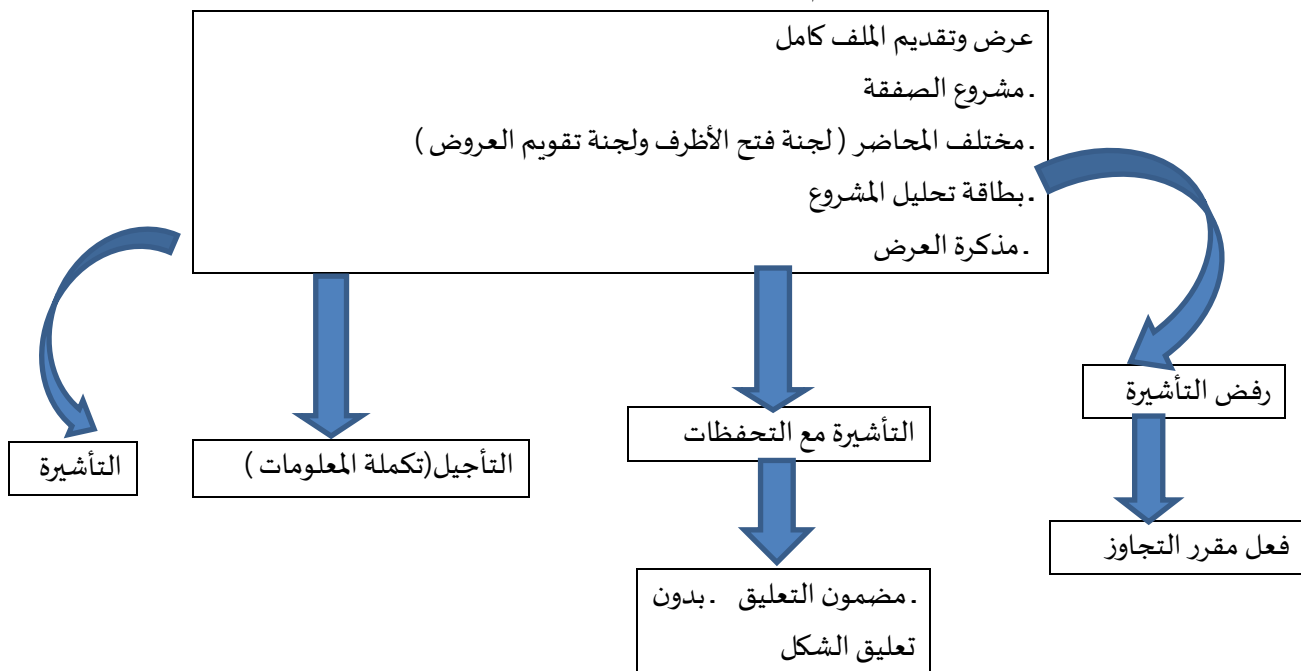 عرض وتقديم الملف كامل
. مشروع الصفقة
. مختلف المحاضر ( لجنة فتح الأظرف ولجنة تقويم العروض )
. بطاقة تحليل المشروع
. مذكرة العرض
رفض التأشيرة
التأشيرة مع التحفظات
التأجيل(تكملة المعلومات )
التأشيرة
فعل مقرر التجاوز
. مضمون التعليق . بدون
تعليق الشكل